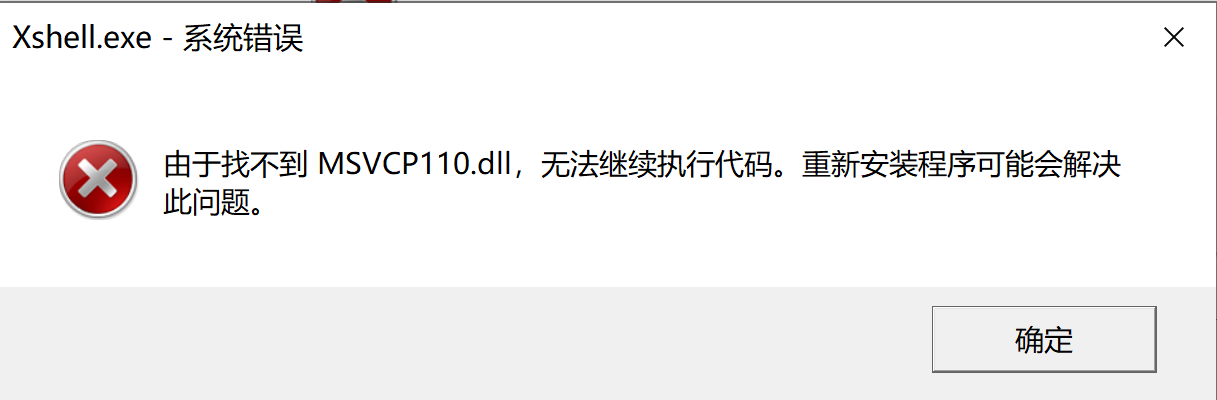 Xshell.exe - 系统错误
由于找不到 MSVCP110.dll，无法继续执行代码。重新安装程序可能会解决
此问题。
确定